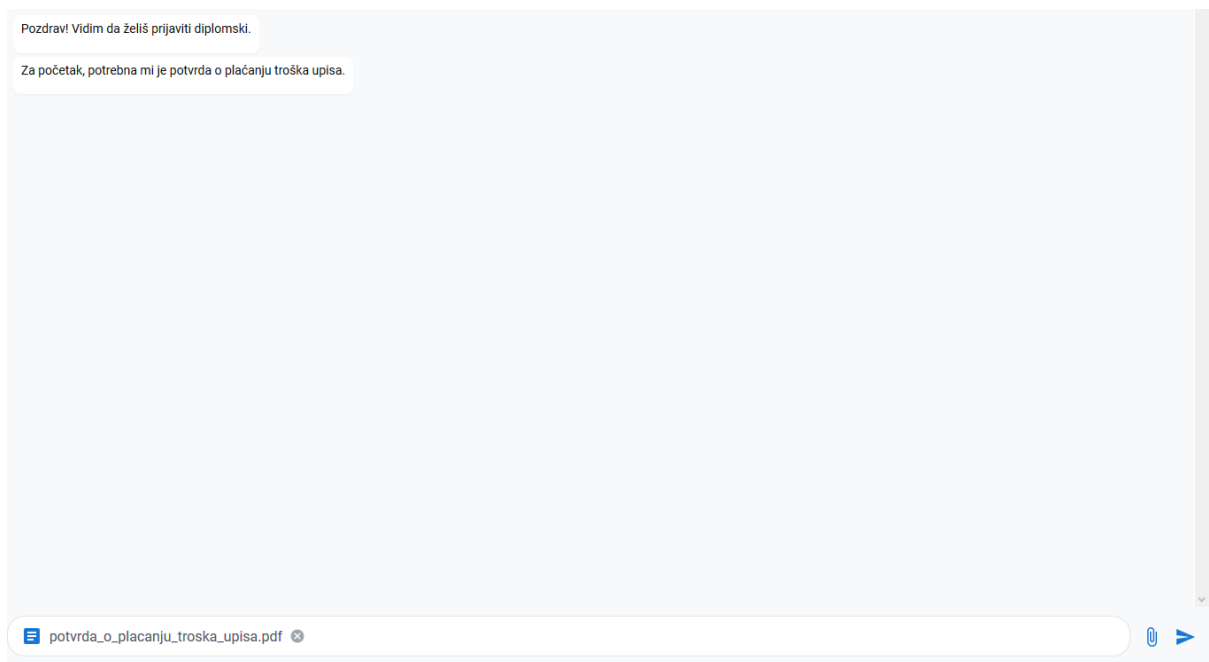 Pozdrav! Vidim da želiš prijaviti diplomski.
Za početak, potrebna mi je potvrda o plaćanju troška upisa.
potvrda_o_placanju_troska_upisa.pdf